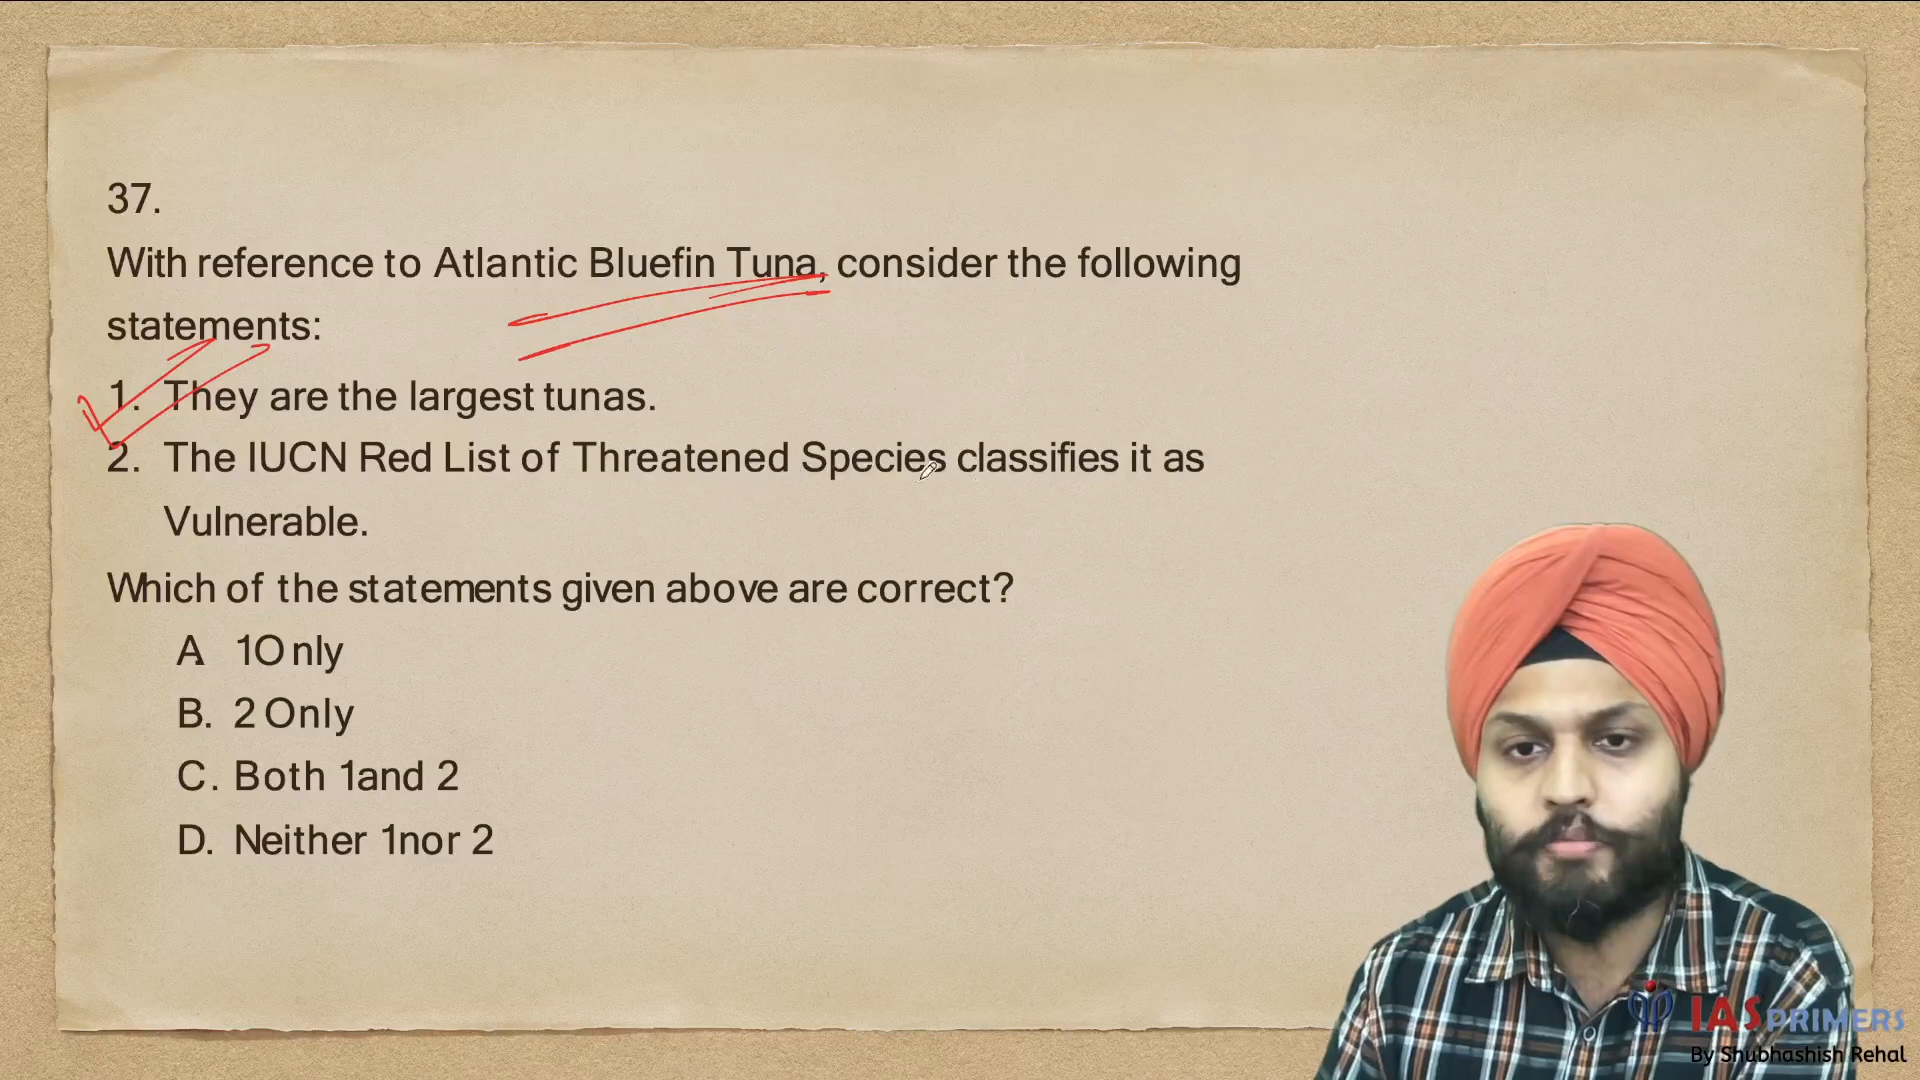 37.
With reference to Atlantic Bluefin Tuna, consider the following
statements:
1. They are the largest tunas.
2. The IUCN Red List of Threatened Species classifies it as
Vulnerable.
Which of the statements given above are correct?
A. 1Only
B. 2 Only
C. Both 1and 2
D. Neither 1nor 2
IAS PRIMERS
By Shubhashish Rehal